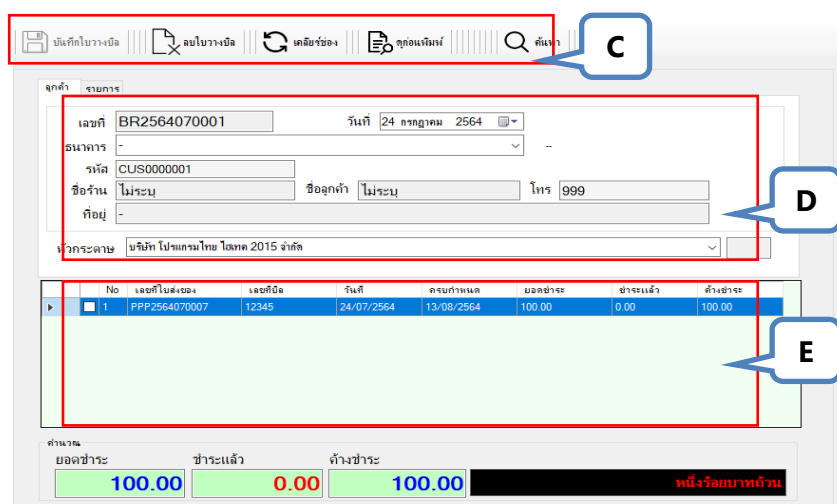 บันทึกใบวางบิล ลบใบวางบิล เคลียร์ช่อง ดูก่อนพิมพ์ ค้นหา
C
ลูกค้า รายการ
เลขที่ BR2564070001 วันที่ 24 กรกฎาคม 2564
ธนาคาร - --
รหัส CUS0000001
ชื่อร้าน ไม่ระบุ ชื่อลูกค้า ไม่ระบุ โทร 999
D
ที่อยู่ -
หัวกระดาษ บริษัท โปรแกรมไทย ไฮเทค 2015 จำกัด
No เลขที่ใบส่งของ เลขที่บิล วันที่ ครบกำหนด ยอดชำระ ชำระแล้ว ค้างชำระ
1 PPP2564070007 12345 24/07/2564 13/08/2564 100.00 0.00 100.00
E
คำนวณ
ยอดชำระ ชำระแล้ว ค้างชำระ
100.00 0.00 100.00 หนึ่งร้อยบาทถ้วน